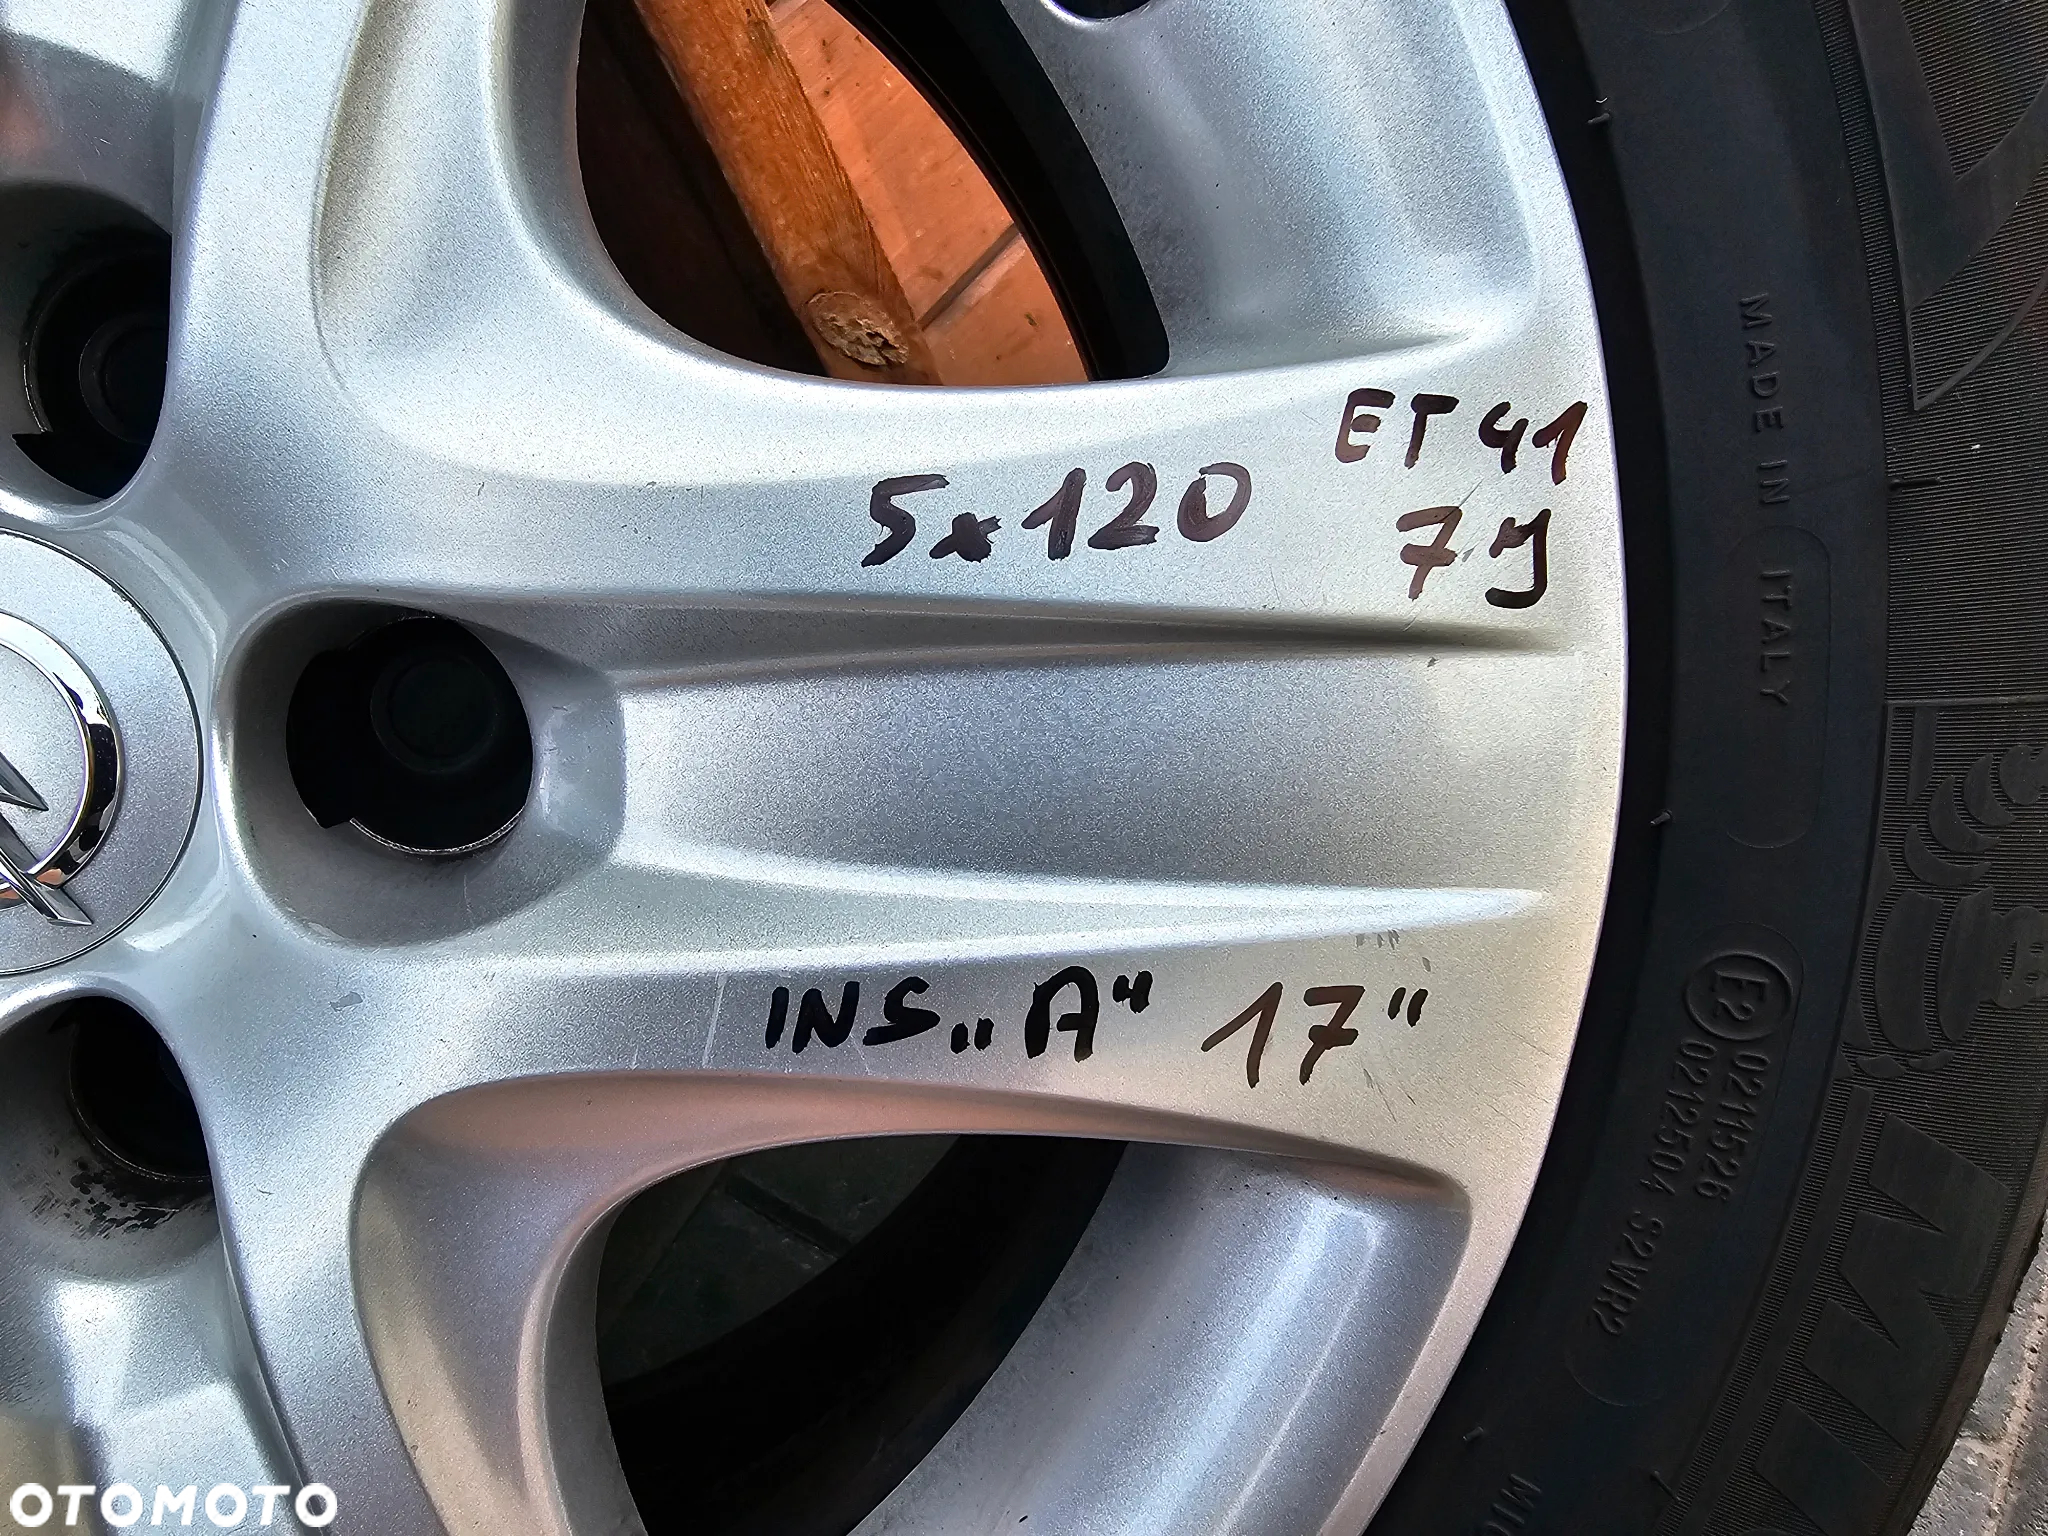 ET 41
5x120
7J
INS „A“ 17"
MADE IN ITALY
E2
0211526
0212504 S2WR2
OTOMOTO